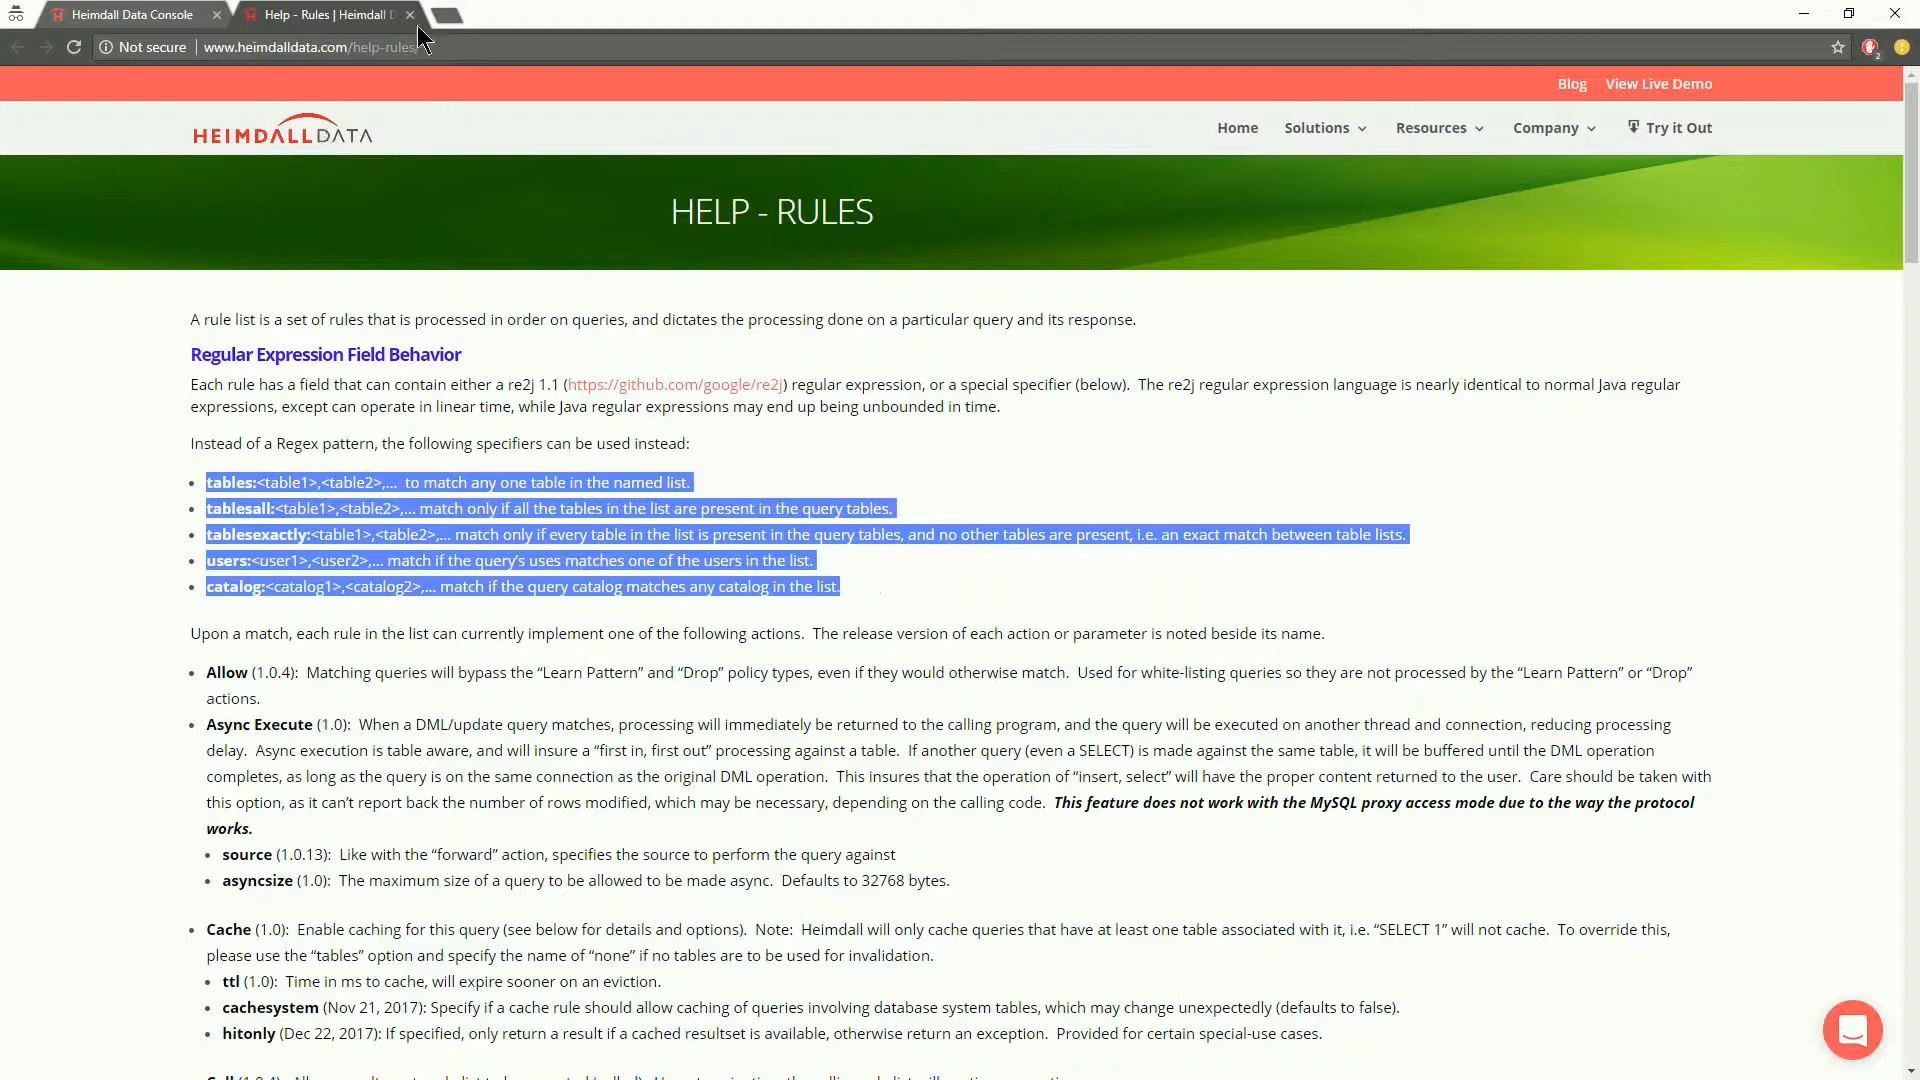 Heimdall Data Console
Help - Rules | Heimdall D
Not secure
www.heimdalldata.com/help-rules/
2
Blog
View Live Demo
HEIMDALLDATA
Home
Solutions
Resources
Company
Try it Out
HELP - RULES
A rule list is a set of rules that is processed in order on queries, and dictates the processing done on a particular query and its response.
Regular Expression Field Behavior
Each rule has a field that can contain either a re2j 1.1 (https://github.com/google/re2j) regular expression, or a special specifier (below).  The re2j regular expression language is nearly identical to normal Java regular
expressions, except can operate in linear time, while Java regular expressions may end up being unbounded in time.
Instead of a Regex pattern, the following specifiers can be used instead:
• tables:<table1>,<table2>,...  to match any one table in the named list.
• tablesall:<table1>,<table2>,... match only if all the tables in the list are present in the query tables.
• tablesexactly:<table1>,<table2>,... match only if every table in the list is present in the query tables, and no other tables are present, i.e. an exact match between table lists.
• users:<user1>,<user2>,... match if the query's uses matches one of the users in the list.
• catalog:<catalog1>,<catalog2>,... match if the query catalog matches any catalog in the list.
Upon a match, each rule in the list can currently implement one of the following actions.  The release version of each action or parameter is noted beside its name.
• Allow (1.0.4):  Matching queries will bypass the “Learn Pattern” and “Drop” policy types, even if they would otherwise match.  Used for white-listing queries so they are not processed by the “Learn Pattern” or “Drop”
actions.
• Async Execute (1.0):  When a DML/update query matches, processing will immediately be returned to the calling program, and the query will be executed on another thread and connection, reducing processing
delay.  Async execution is table aware, and will insure a “first in, first out” processing against a table.  If another query (even a SELECT) is made against the same table, it will be buffered until the DML operation
completes, as long as the query is on the same connection as the original DML operation.  This insures that the operation of “insert, select” will have the proper content returned to the user.  Care should be taken with
this option, as it can't report back the number of rows modified, which may be necessary, depending on the calling code.  This feature does not work with the MySQL proxy access mode due to the way the protocol
works.
• source (1.0.13):  Like with the “forward” action, specifies the source to perform the query against
• asyncsize (1.0):  The maximum size of a query to be allowed to be made async.  Defaults to 32768 bytes.
• Cache (1.0):  Enable caching for this query (see below for details and options).  Note:  Heimdall will only cache queries that have at least one table associated with it, i.e. “SELECT 1” will not cache.  To override this,
please use the “tables” option and specify the name of “none” if no tables are to be used for invalidation.
• ttl (1.0):  Time in ms to cache, will expire sooner on an eviction.
• cachesystem (Nov 21, 2017): Specify if a cache rule should allow caching of queries involving database system tables, which may change unexpectedly (defaults to false).
• hitonly (Dec 22, 2017): If specified, only return a result if a cached resultset is available, otherwise return an exception.  Provided for certain special-use cases.